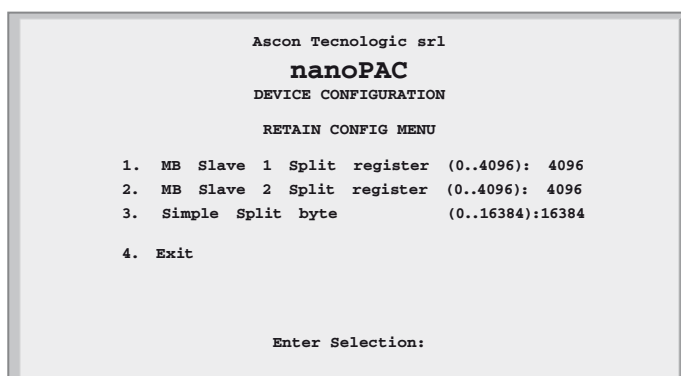 Ascon Tecnologic srl
nanoPAC
DEVICE CONFIGURATION
RETAIN CONFIG MENU
1. MB Slave 1 Split register (0..4096): 4096
2. MB Slave 2 Split register (0..4096): 4096
3. Simple Split byte (0..16384):16384
4. Exit
Enter Selection: